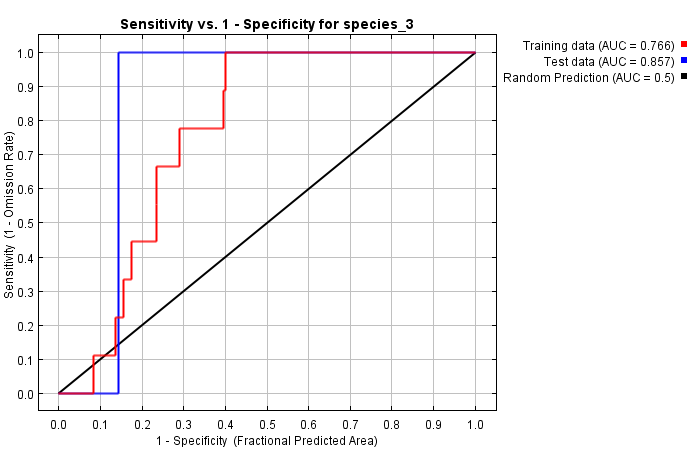 Sensitivity vs. 1 - Specificity for species_3
Training data (AUC = 0.766)
Test data (AUC = 0.857)
Random Prediction (AUC = 0.5)
Sensitivity (1 - Omission Rate)
1.0
0.9
0.8
0.7
0.6
0.5
0.4
0.3
0.2
0.1
0.0
0.0 0.1 0.2 0.3 0.4 0.5 0.6 0.7 0.8 0.9 1.0
1 - Specificity (Fractional Predicted Area)